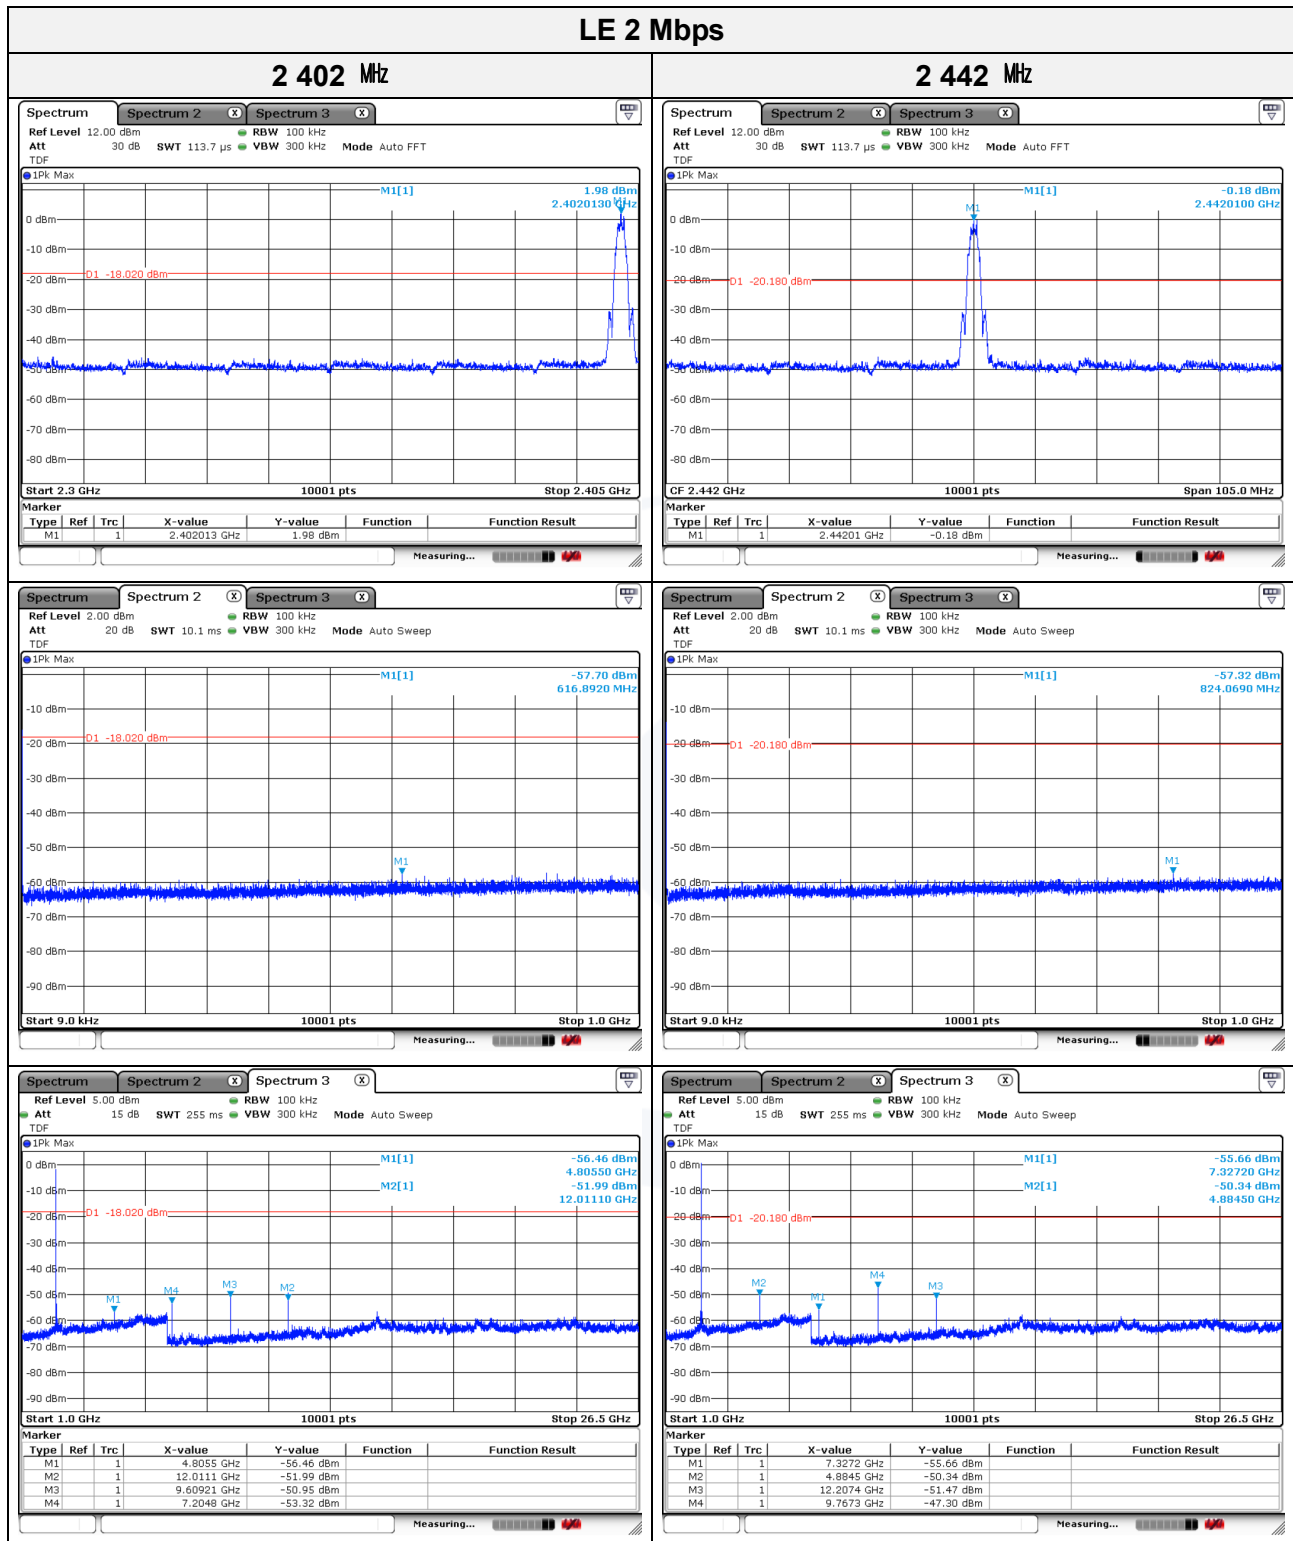 LE 2 Mbps
2 402 ㎒
2 442 ㎒
Spectrum Spectrum 2 X Spectrum 3 X
Ref Level 12.00 dBm RBW 100 kHz
Att 30 dB SWT 113.7 µs VBW 300 kHz Mode Auto FFT
TDF
1Pk Max
M1[1] 1.98 dBm
2.4020130 GHz
M1
0 dBm
-10 dBm
D1 -18.020 dBm
-20 dBm
-30 dBm
-40 dBm
-50 dBm
-60 dBm
-70 dBm
-80 dBm
Start 2.3 GHz 10001 pts Stop 2.405 GHz
Marker
Type Ref Trc X-value Y-value Function Function Result
M1 1 2.402013 GHz 1.98 dBm
Measuring...
Spectrum Spectrum 2 X Spectrum 3 X
Ref Level 12.00 dBm RBW 100 kHz
Att 30 dB SWT 113.7 µs VBW 300 kHz Mode Auto FFT
TDF
1Pk Max
M1[1] -0.18 dBm
2.4420100 GHz
M1
0 dBm
-10 dBm
-20 dBm
D1 -20.180 dBm
-30 dBm
-40 dBm
-50 dBm
-60 dBm
-70 dBm
-80 dBm
CF 2.442 GHz 10001 pts Span 105.0 MHz
Marker
Type Ref Trc X-value Y-value Function Function Result
M1 1 2.44201 GHz -0.18 dBm
Measuring...
Spectrum Spectrum 2 X Spectrum 3 X
Ref Level 2.00 dBm RBW 100 kHz
Att 20 dB SWT 10.1 ms VBW 300 kHz Mode Auto Sweep
TDF
1Pk Max
M1[1] -57.70 dBm
616.8920 MHz
-10 dBm
D1 -18.020 dBm
-20 dBm
-30 dBm
-40 dBm
-50 dBm
M1
-60 dBm
-70 dBm
-80 dBm
-90 dBm
Start 9.0 kHz 10001 pts Stop 1.0 GHz
Measuring...
Spectrum Spectrum 2 X Spectrum 3 X
Ref Level 2.00 dBm RBW 100 kHz
Att 20 dB SWT 10.1 ms VBW 300 kHz Mode Auto Sweep
TDF
1Pk Max
M1[1] -57.32 dBm
824.0690 MHz
-10 dBm
-20 dBm
D1 -20.180 dBm
-30 dBm
-40 dBm
-50 dBm
M1
-60 dBm
-70 dBm
-80 dBm
-90 dBm
Start 9.0 kHz 10001 pts Stop 1.0 GHz
Measuring...
Spectrum Spectrum 2 X Spectrum 3 X
Ref Level 5.00 dBm RBW 100 kHz
Att 15 dB SWT 255 ms VBW 300 kHz Mode Auto Sweep
TDF
1Pk Max
M1[1] -56.46 dBm
4.80550 GHz
M2[1] -51.99 dBm
12.01110 GHz
0 dBm
-10 dBm
D1 -18.020 dBm
-20 dBm
-30 dBm
-40 dBm
M1 M4 M3 M2
-50 dBm
-60 dBm
-70 dBm
-80 dBm
-90 dBm
Start 1.0 GHz 10001 pts Stop 26.5 GHz
Marker
Type Ref Trc X-value Y-value Function Function Result
M1 1 4.8055 GHz -56.46 dBm
M2 1 12.0111 GHz -51.99 dBm
M3 1 9.60921 GHz -50.95 dBm
M4 1 7.2048 GHz -53.32 dBm
Measuring...
Spectrum Spectrum 2 X Spectrum 3 X
Ref Level 5.00 dBm RBW 100 kHz
Att 15 dB SWT 255 ms VBW 300 kHz Mode Auto Sweep
TDF
1Pk Max
M1[1] -55.66 dBm
7.32720 GHz
M2[1] -50.34 dBm
4.88450 GHz
0 dBm
-10 dBm
-20 dBm
D1 -20.180 dBm
-30 dBm
-40 dBm
M2 M1 M4 M3
-50 dBm
-60 dBm
-70 dBm
-80 dBm
-90 dBm
Start 1.0 GHz 10001 pts Stop 26.5 GHz
Marker
Type Ref Trc X-value Y-value Function Function Result
M1 1 7.3272 GHz -55.66 dBm
M2 1 4.8845 GHz -50.34 dBm
M3 1 12.2074 GHz -51.47 dBm
M4 1 9.7673 GHz -47.30 dBm
Measuring...